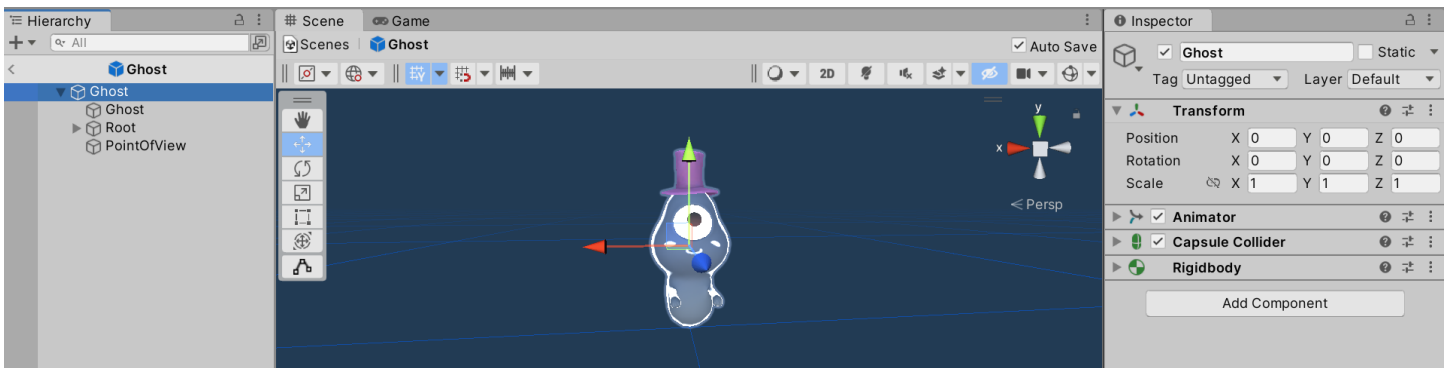 Hierarchy
All
Ghost
Ghost
Ghost
Root
PointOfView
Scene Game
Scenes Ghost Auto Save
2D
y
x
Persp
Inspector
Ghost Static
Tag Untagged Layer Default
Transform
Position X 0 Y 0 Z 0
Rotation X 0 Y 0 Z 0
Scale X 1 Y 1 Z 1
Animator
Capsule Collider
Rigidbody
Add Component